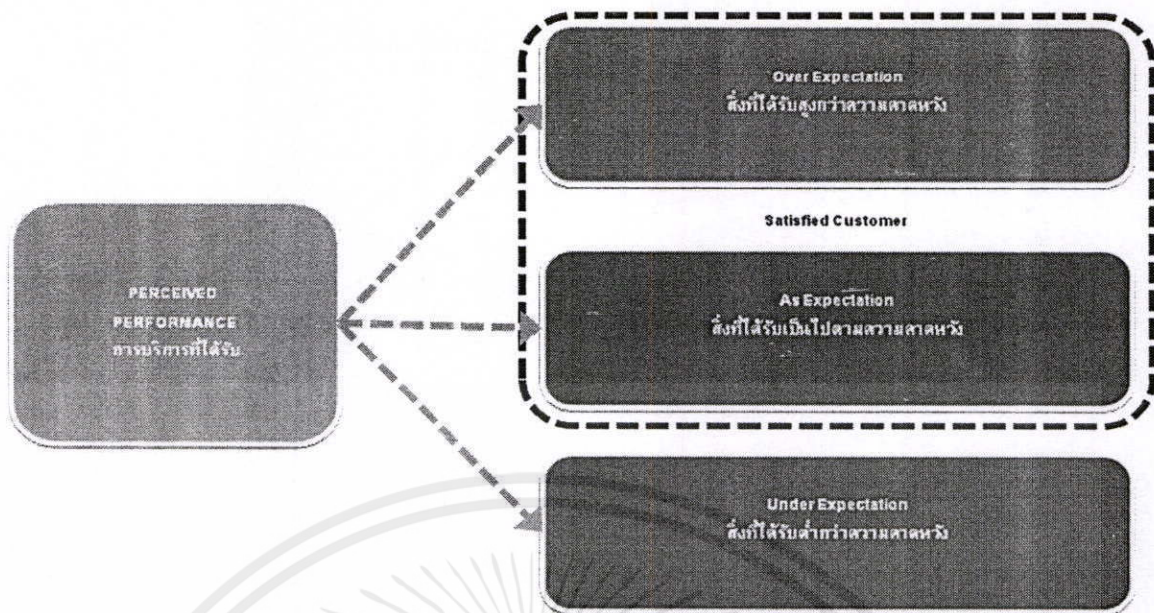 Over Expectation
สิ่งที่ได้รับสูงกว่าความคาดหวัง
Satisfied Customer
PERCEIVED
PERFORMANCE
การบริการที่ได้รับ
As Expectation
สิ่งที่ได้รับเป็นไปตามความคาดหวัง
Under Expectation
สิ่งที่ได้รับต่ำกว่าความคาดหวัง